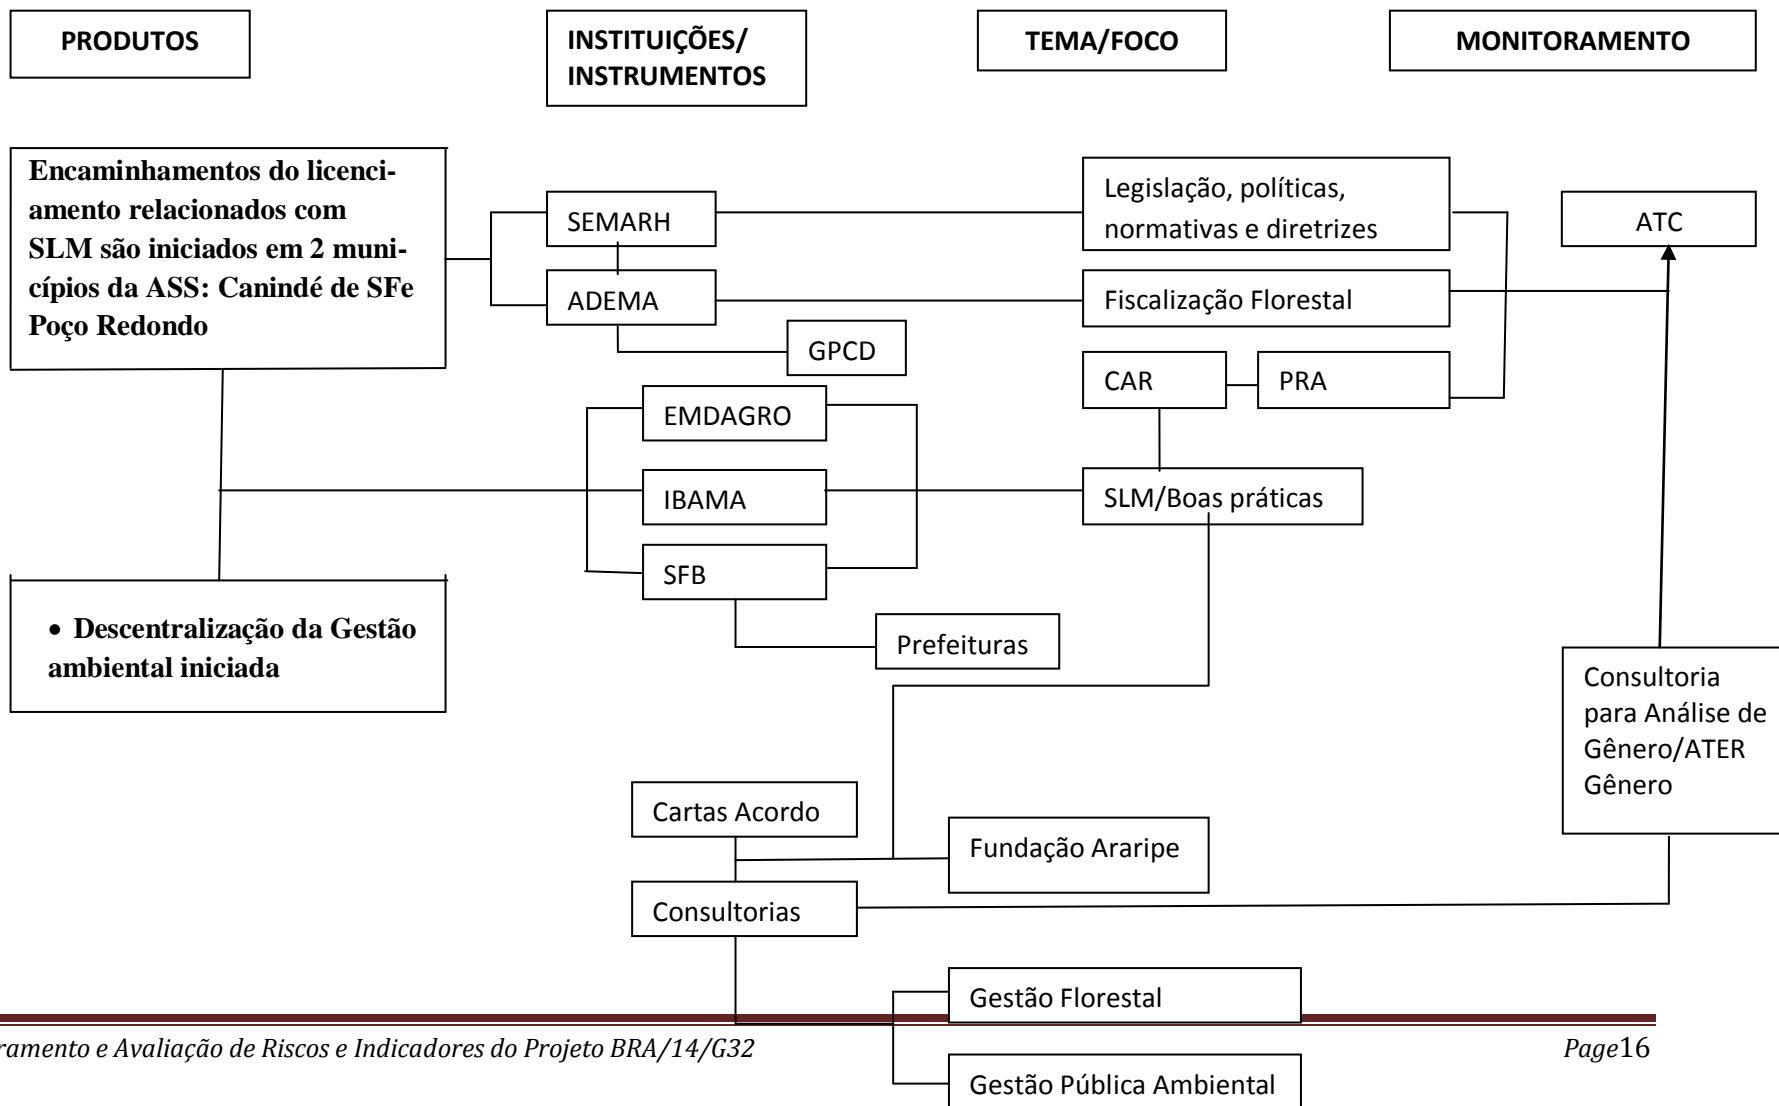 PRODUTOS
INSTITUIÇÕES/
INSTRUMENTOS
TEMA/FOCO
MONITORAMENTO
Encaminhamentos do licenci-
amento relacionados com
SLM são iniciados em 2 muni-
cípios da ASS: Canindé de SFe
Poço Redondo
SEMARH
Legislação, políticas,
normativas e diretrizes
ATC
ADEMA
Fiscalização Florestal
GPCD
CAR
PRA
EMDAGRO
IBAMA
SLM/Boas práticas
SFB
Prefeituras
• Descentralização da Gestão
ambiental iniciada
Consultoria
para Análise de
Gênero/ATER
Gênero
Cartas Acordo
Fundação Araripe
Consultorias
Gestão Florestal
ramento e Avaliação de Riscos e Indicadores do Projeto BRA/14/G32
Page16
Gestão Pública Ambiental